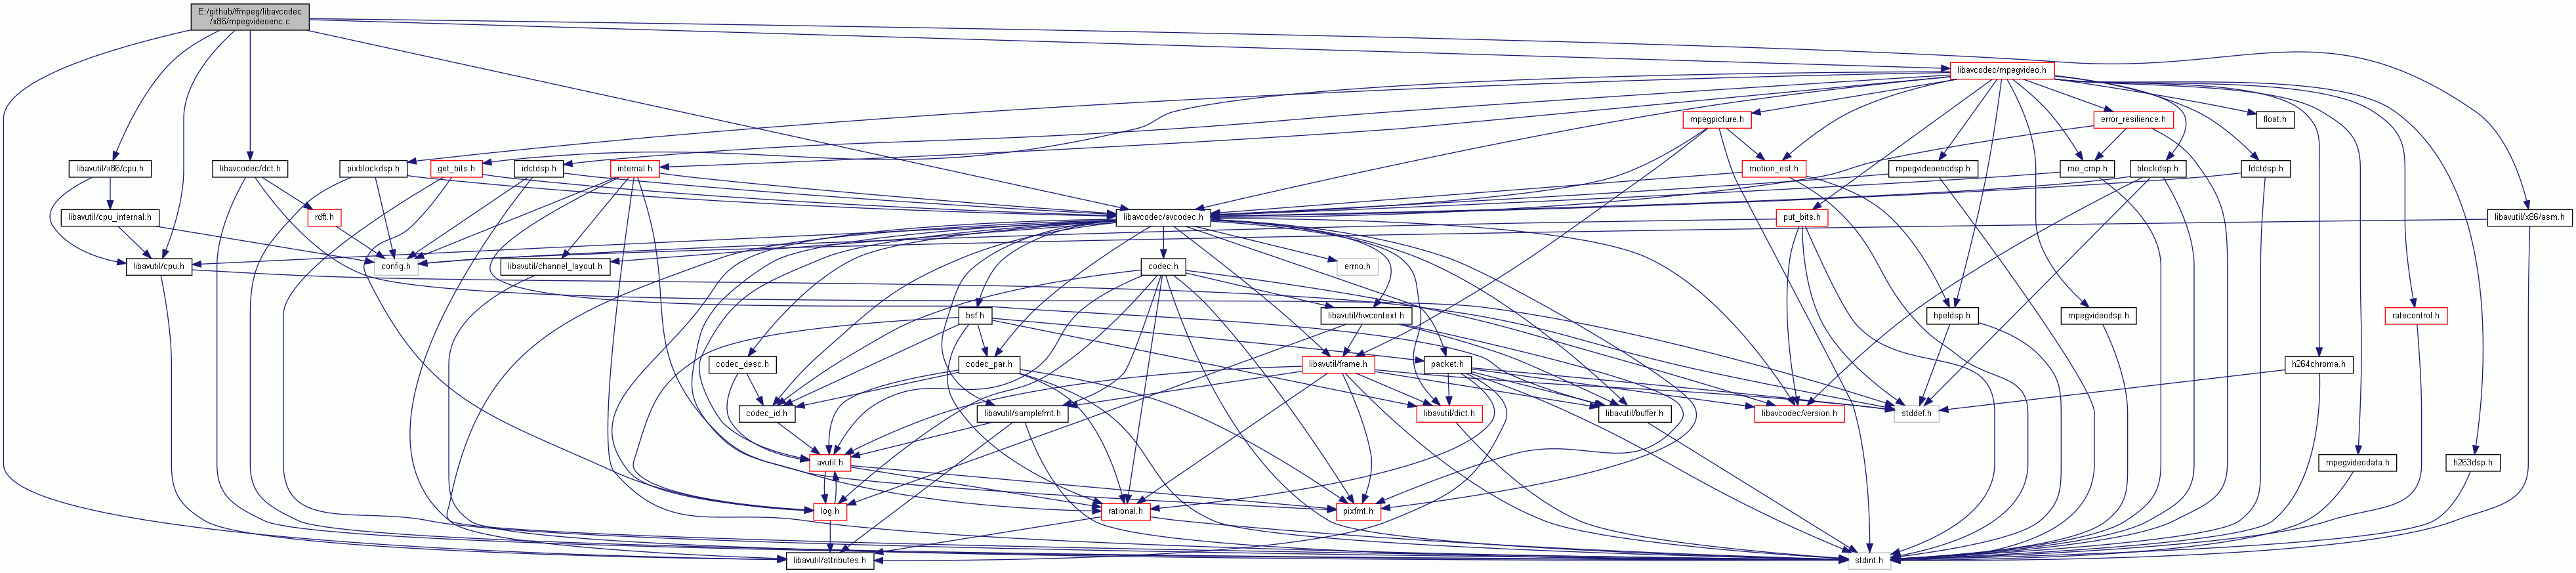 E:/github/ffmpeg/libavcodec
/x86/mpegvideoenc.c
libavcodec/mpegvideo.h
mpegpicture.h
error_resilience.h
float.h
libavutil/x86/cpu.h
libavcodec/dct.h
pixblockdsp.h
get_bits.h
idctdsp.h
internal.h
motion_est.h
mpegvideoencdsp.h
me_cmp.h
blockdsp.h
fdctdsp.h
libavutil/cpu_internal.h
rdft.h
libavcodec/avcodec.h
put_bits.h
libavutil/x86/asm.h
libavutil/cpu.h
config.h
libavutil/channel_layout.h
codec.h
errno.h
bsf.h
libavutil/hwcontext.h
hpeldsp.h
mpegvideodsp.h
ratecontrol.h
codec_desc.h
codec_par.h
libavutil/frame.h
packet.h
h264chroma.h
codec_id.h
libavutil/samplefmt.h
libavutil/dict.h
libavutil/buffer.h
libavcodec/version.h
stddef.h
avutil.h
mpegvideodata.h
h263dsp.h
log.h
rational.h
pixfmt.h
libavutil/attributes.h
stdint.h